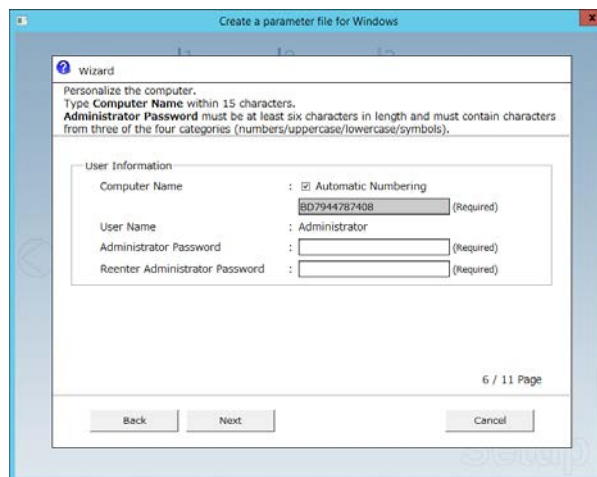 Create a parameter file for Windows
x
? Wizard
Personalize the computer.
Type Computer Name within 15 characters.
Administrator Password must be at least six characters in length and must contain characters
from three of the four categories (numbers/uppercase/lowercase/symbols).
User Information
Computer Name : ☑ Automatic Numbering
BD7944787408 (Required)
User Name : Administrator
Administrator Password : (Required)
Reenter Administrator Password : (Required)
6 / 11 Page
Back Next Cancel
Setup